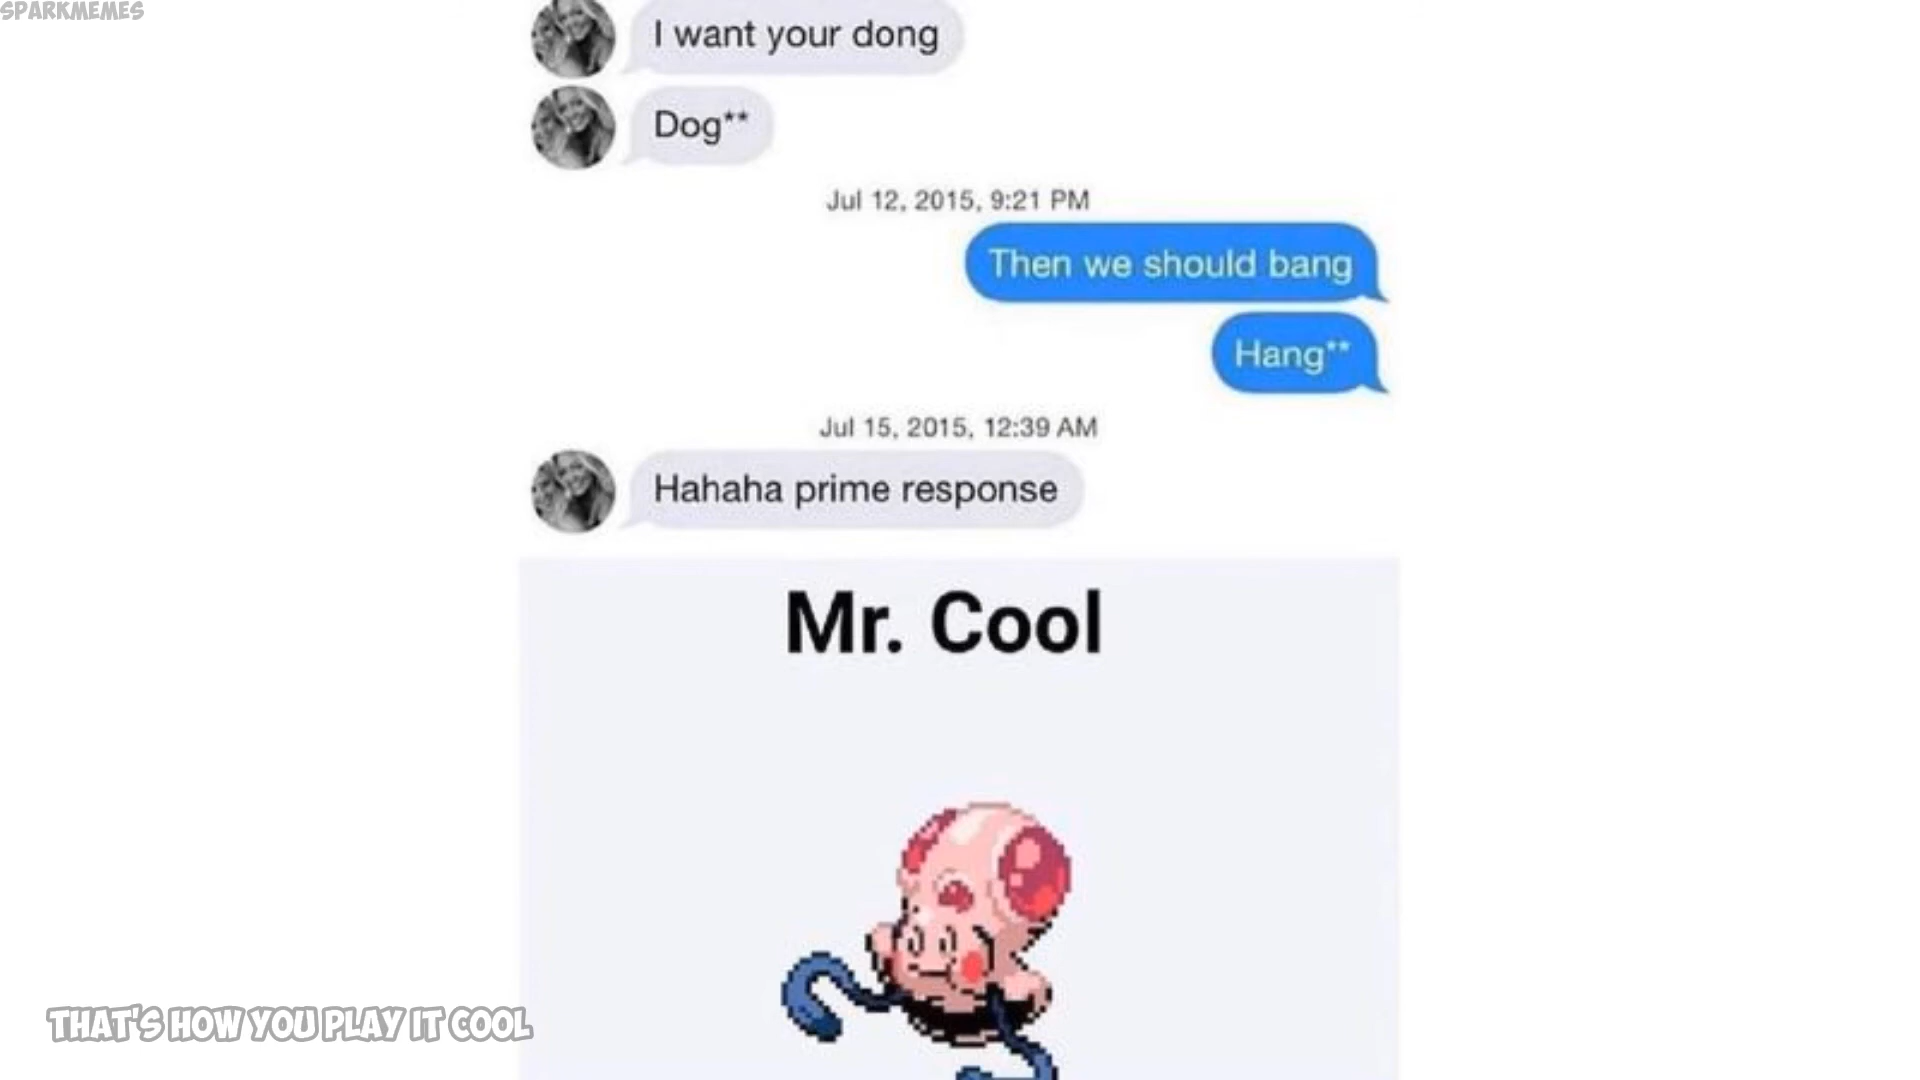 SPARKMEMES
I want your dong
Dog**
Jul 12, 2015, 9:21 PM
Then we should bang
Hang**
Jul 15, 2015, 12:39 AM
Hahaha prime response
Mr. Cool
THAT'S HOW YOU PLAY IT COOL